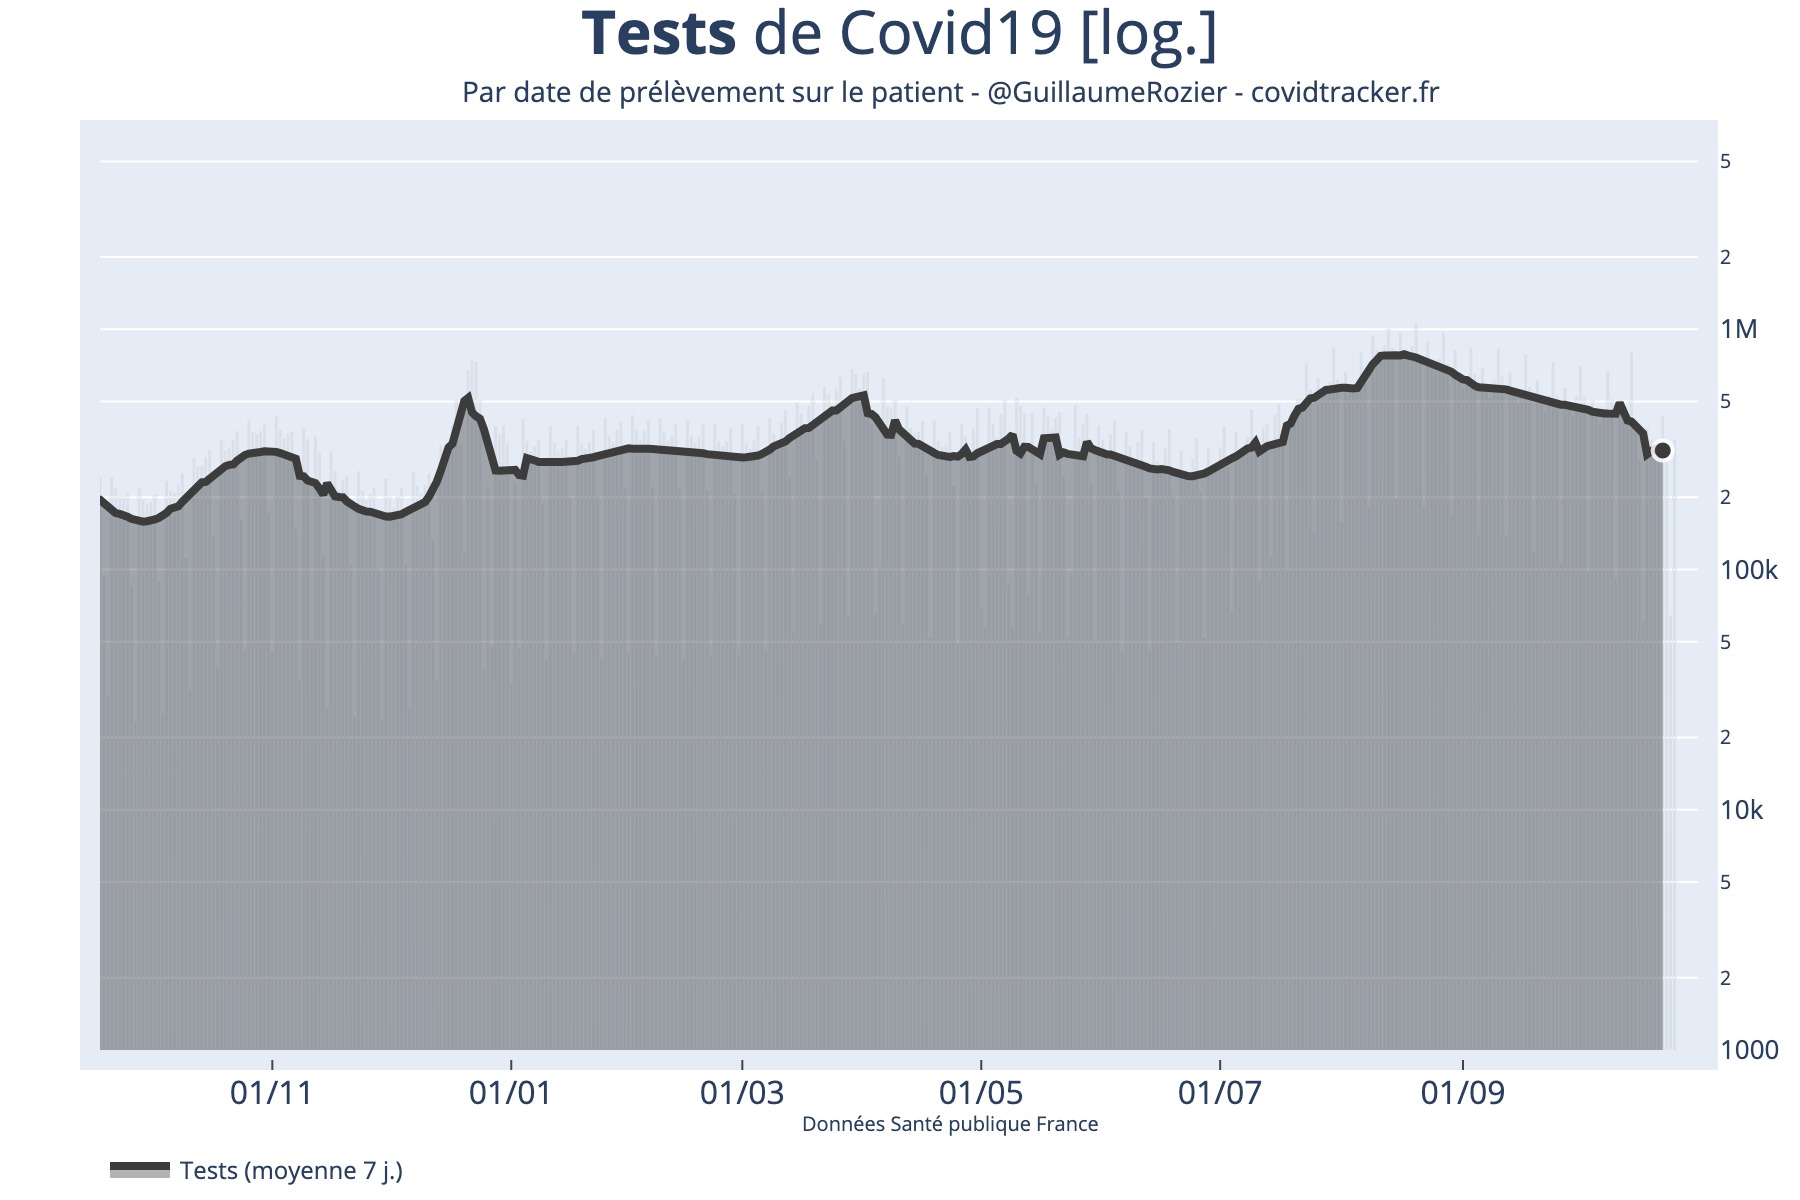 Tests de Covid19 [log.]
Par date de prélèvement sur le patient - @GuillaumeRozier - covidtracker.fr
5
2
1M
5
2
100k
5
2
10k
5
2
1000
01/11 01/01 01/03 01/05 01/07 01/09
Données Santé publique France
Tests (moyenne 7 j.)